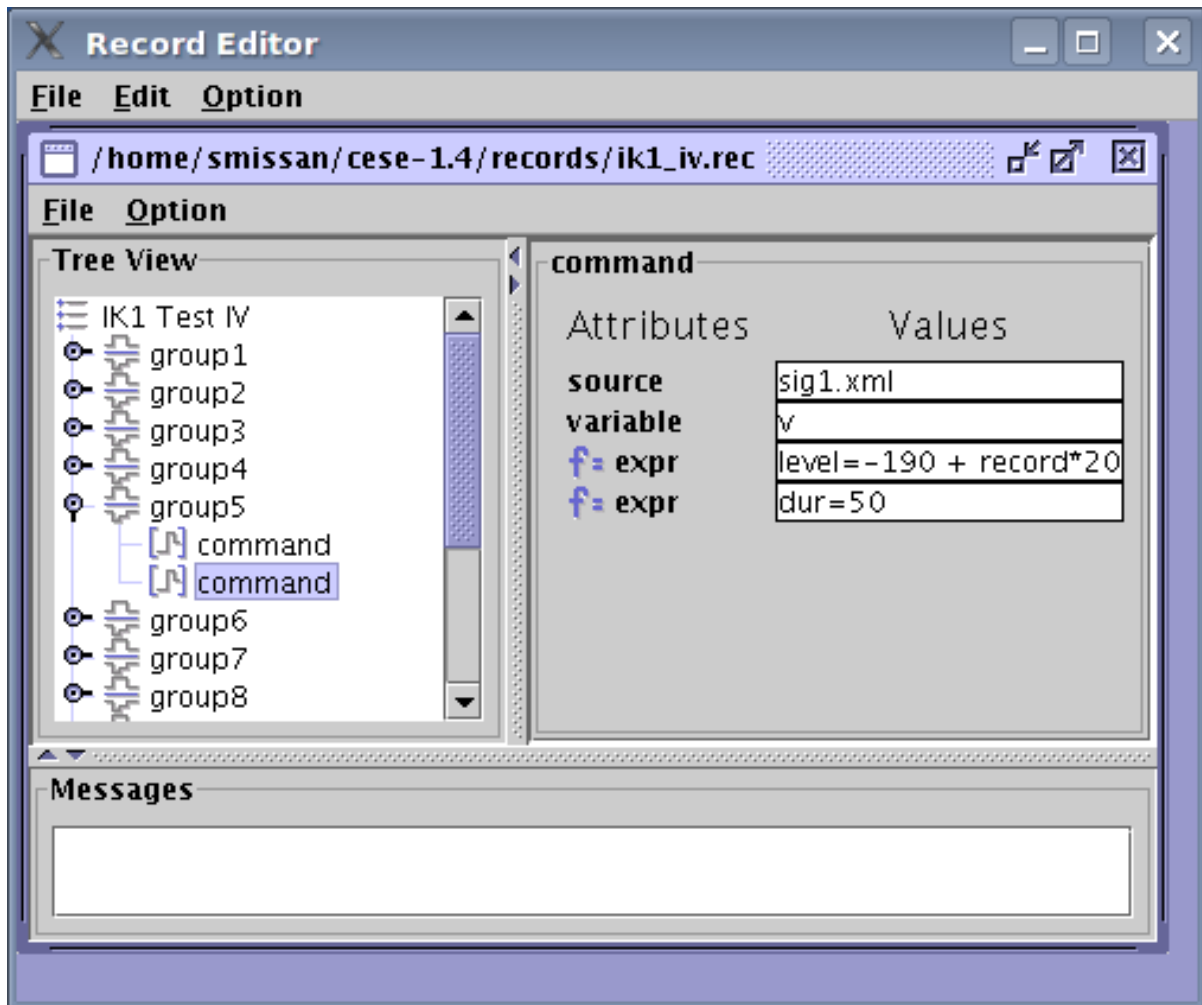 Record Editor
File Edit Option
/home/smissan/cese-1.4/records/ik1_iv.rec
File Option
Tree View
IK1 Test IV
group1
group2
group3
group4
group5
command
command
group6
group7
group8
command
Attributes Values
source sig1.xml
variable v
f= expr level=-190 + record*20
f= expr dur=50
Messages